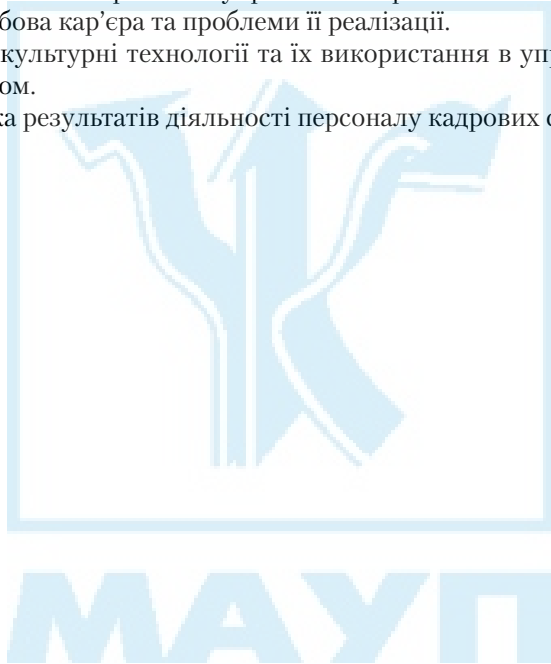 бова кар’єра та проблеми її реалізації.
культурні технології та їх використання в упр
ом.
ка результатів діяльності персоналу кадрових с
МАУП